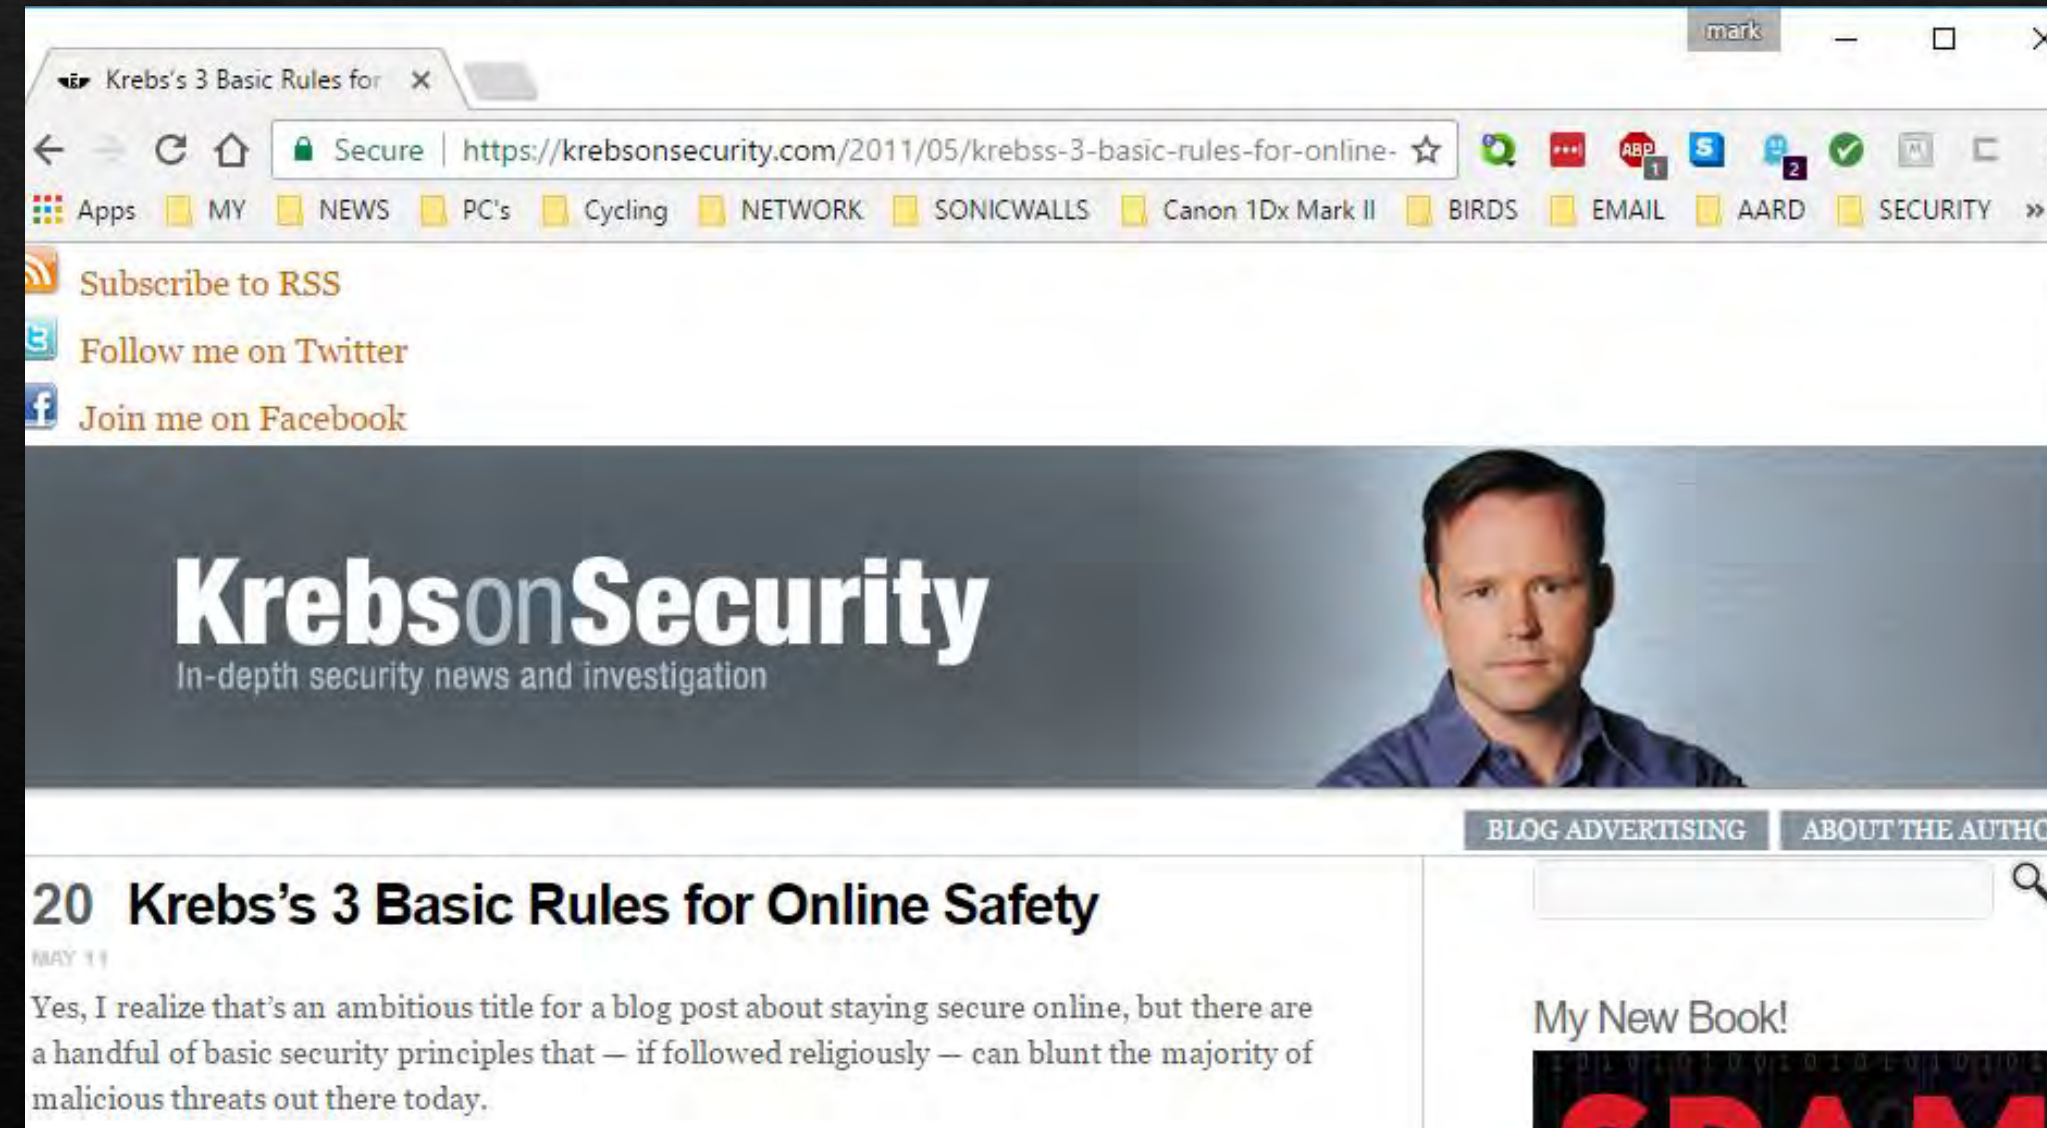 mark
Krebs's 3 Basic Rules for
Secure https://krebsonsecurity.com/2011/05/krebss-3-basic-rules-for-online-
ABP 1 S 2 M
Apps MY NEWS PC's Cycling NETWORK SONICWALLS Canon 1Dx Mark II BIRDS EMAIL AARD SECURITY »
Subscribe to RSS
Follow me on Twitter
Join me on Facebook
KrebsonSecurity
In-depth security news and investigation
BLOG ADVERTISING ABOUT THE AUTHO
20 Krebs’s 3 Basic Rules for Online Safety
MAY 11
Yes, I realize that’s an ambitious title for a blog post about staying secure online, but there are
a handful of basic security principles that — if followed religiously — can blunt the majority of
malicious threats out there today.
My New Book!
SPAM